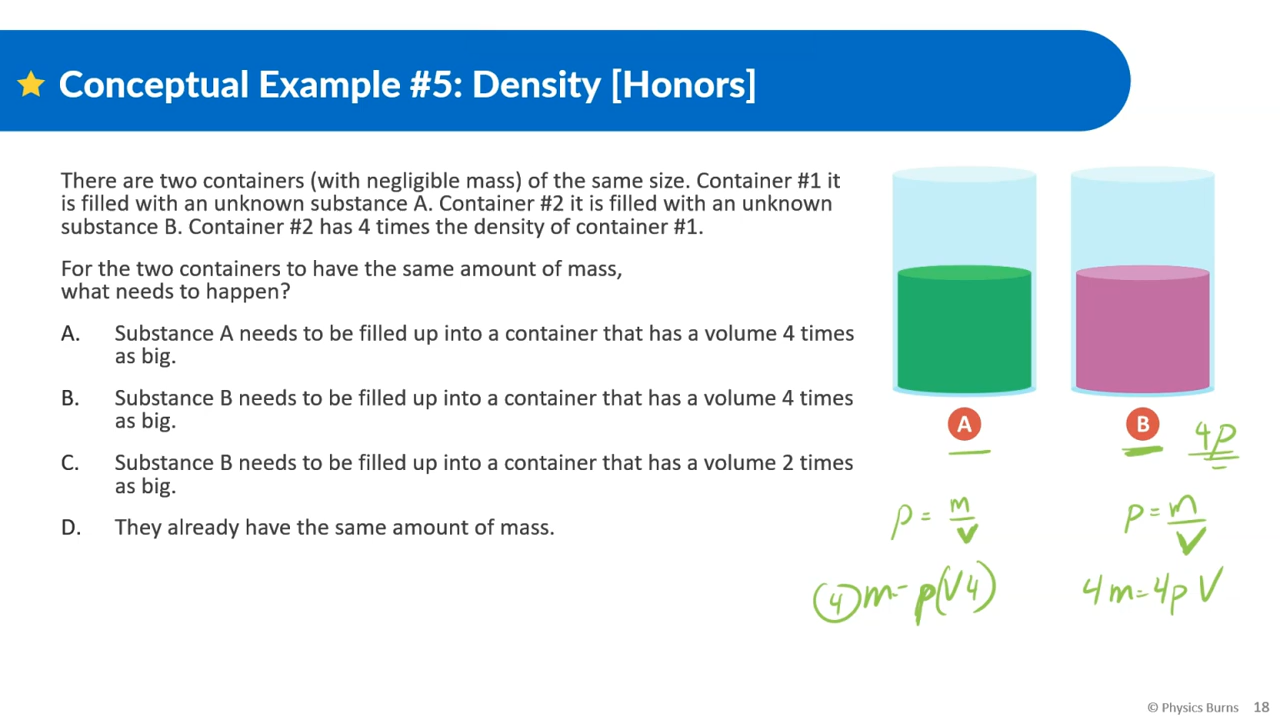 Conceptual Example #5: Density [Honors]
There are two containers (with negligible mass) of the same size. Container #1 it
is filled with an unknown substance A. Container #2 it is filled with an unknown
substance B. Container #2 has 4 times the density of container #1.
For the two containers to have the same amount of mass,
what needs to happen?
A. Substance A needs to be filled up into a container that has a volume 4 times
as big.
B. Substance B needs to be filled up into a container that has a volume 4 times
as big.
C. Substance B needs to be filled up into a container that has a volume 2 times
as big.
D. They already have the same amount of mass.
A
B
4ρ
ρ = m/V
ρ = m/V
(4)m = ρ(V4)
4m = 4ρV
© Physics Burns 18